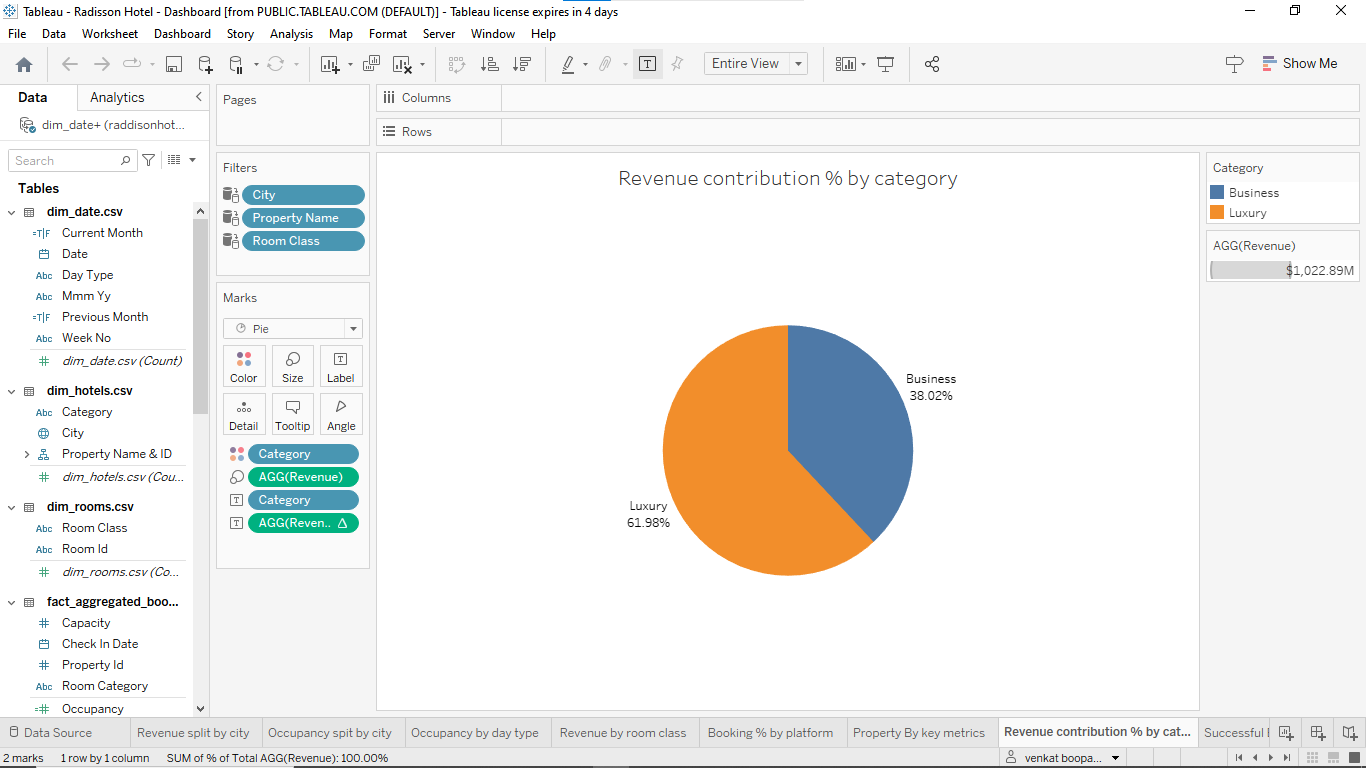 Tableau - Radisson Hotel - Dashboard [from PUBLIC.TABLEAU.COM (DEFAULT)] - Tableau license expires in 4 days
File Data Worksheet Dashboard Story Analysis Map Format Server Window Help
Entire View
Show Me
Data Analytics
dim_date+ (raddisonhot...
Search
Tables
dim_date.csv
=T|F Current Month
Date
Abc Day Type
Abc Mmm Yy
=T|F Previous Month
Abc Week No
dim_date.csv (Count)
dim_hotels.csv
Abc Category
City
Property Name & ID
dim_hotels.csv (Cou...
dim_rooms.csv
Abc Room Class
Abc Room Id
dim_rooms.csv (Co...
fact_aggregated_boo...
Capacity
Check In Date
Property Id
Abc Room Category
Occupancy
Pages
Filters
City
Property Name
Room Class
Marks
Pie
Color Size Label
Detail Tooltip Angle
Category
AGG(Revenue)
Category
AGG(Reven..
Columns
Rows
Revenue contribution % by category
Business
38.02%
Luxury
61.98%
Category
Business
Luxury
AGG(Revenue)
$1,022.89M
Data Source Revenue split by city Occupancy spit by city Occupancy by day type Revenue by room class Booking % by platform Property By key metrics Revenue contribution % by cat... Successful
2 marks 1 row by 1 column SUM of % of Total AGG(Revenue): 100.00% venkat boopa...